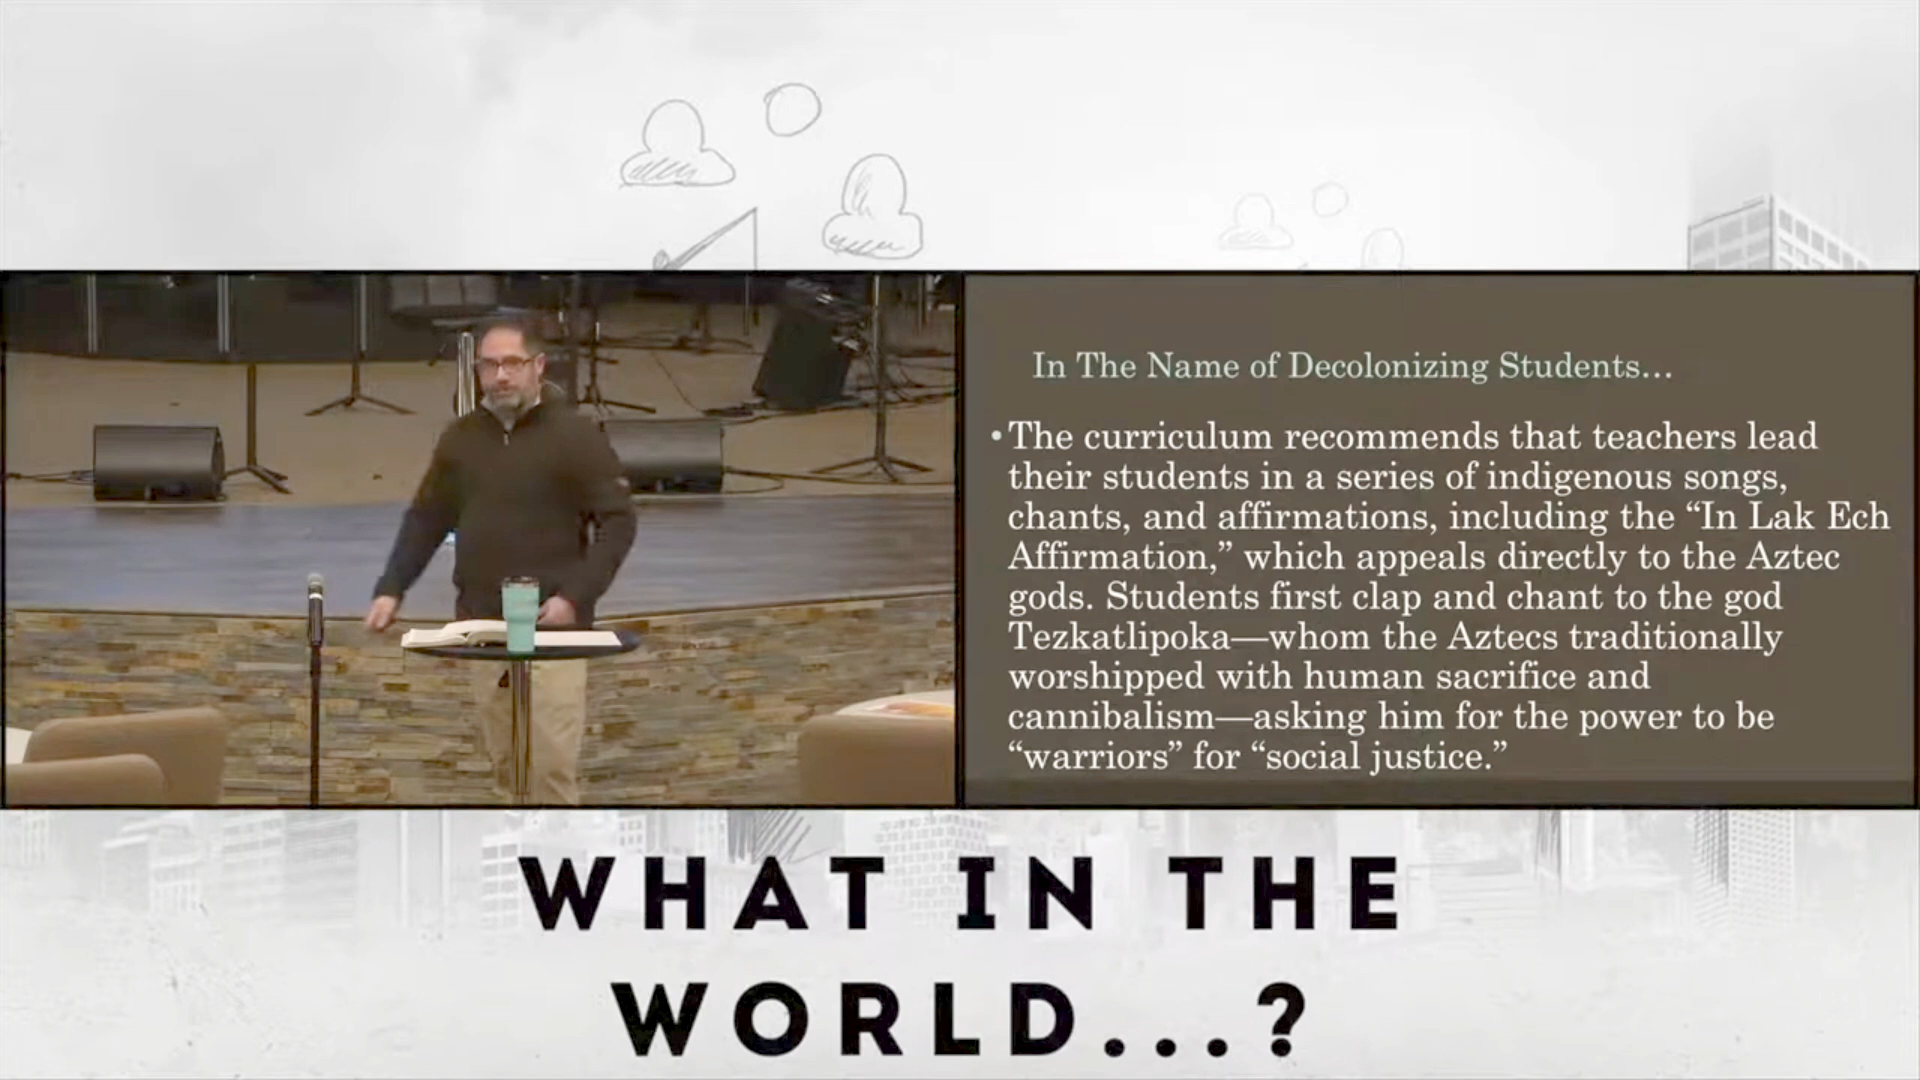 In The Name of Decolonizing Students...
• The curriculum recommends that teachers lead
their students in a series of indigenous songs,
chants, and affirmations, including the “In Lak Ech
Affirmation,” which appeals directly to the Aztec
gods. Students first clap and chant to the god
Tezkatlipoka—whom the Aztecs traditionally
worshipped with human sacrifice and
cannibalism—asking him for the power to be
“warriors” for “social justice.”
WHAT IN THE
WORLD...?